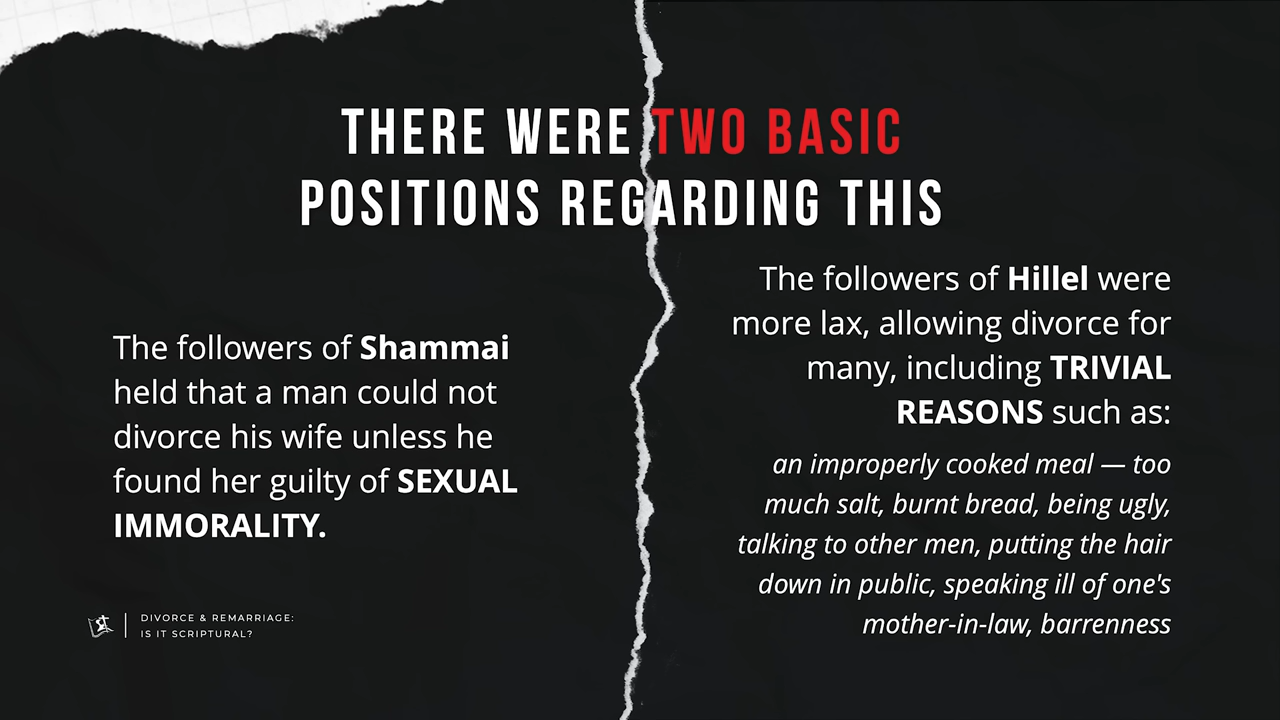 THERE WERE TWO BASIC
POSITIONS REGARDING THIS
The followers of Shammai
held that a man could not
divorce his wife unless he
found her guilty of SEXUAL
IMMORALITY.
The followers of Hillel were
more lax, allowing divorce for
many, including TRIVIAL
REASONS such as:
an improperly cooked meal — too
much salt, burnt bread, being ugly,
talking to other men, putting the hair
down in public, speaking ill of one's
mother-in-law, barrenness
DIVORCE & REMARRIAGE:
IS IT SCRIPTURAL?